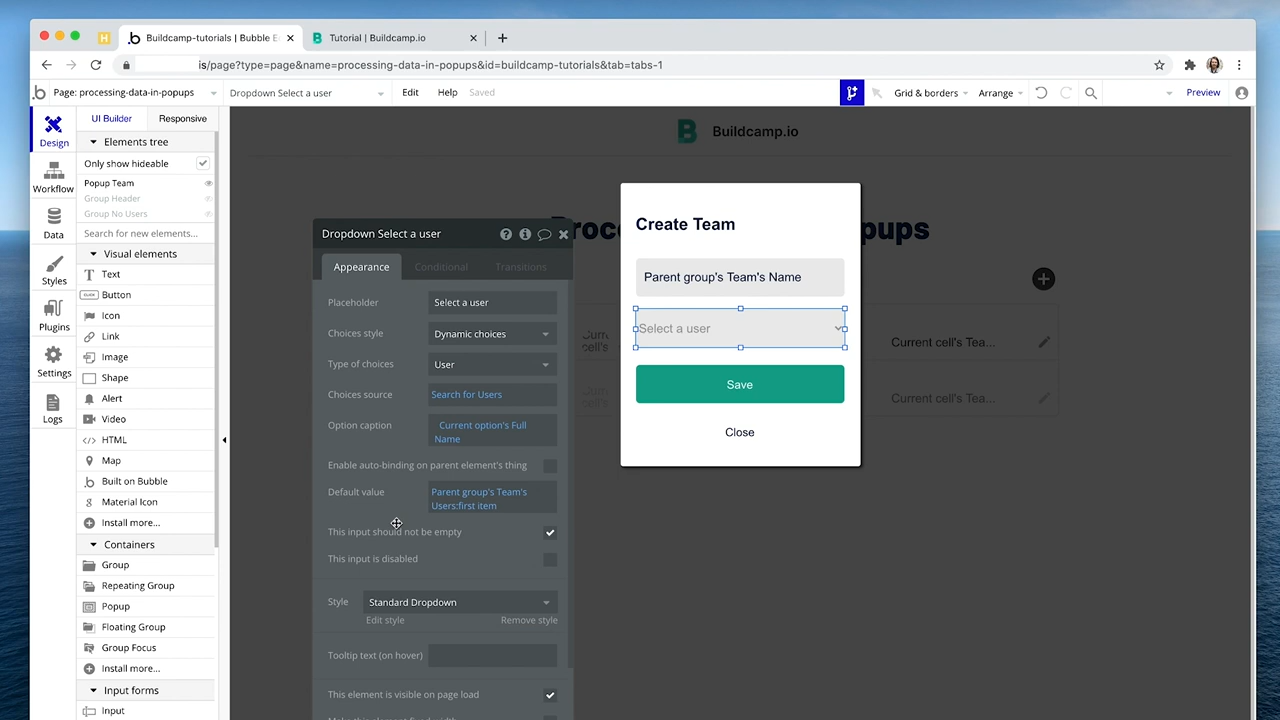 Buildcamp-tutorials | Bubble E
Tutorial | Buildcamp.io
is/page?type=page&name=processing-data-in-popups&id=buildcamp-tutorials&tab=tabs-1
Page: processing-data-in-popups
Dropdown Select a user
Edit
Help
Saved
Grid & borders
Arrange
Preview
Design
Workflow
Data
Styles
Plugins
Settings
Logs
UI Builder
Responsive
Elements tree
Only show hideable
Popup Team
Group Header
Group No Users
Search for new elements...
Visual elements
Text
Button
Icon
Link
Image
Shape
Alert
Video
HTML
Map
Built on Bubble
Material Icon
Install more...
Containers
Group
Repeating Group
Popup
Floating Group
Group Focus
Install more...
Input forms
Input
Buildcamp.io
Dropdown Select a user
Appearance
Conditional
Transitions
Placeholder
Select a user
Choices style
Dynamic choices
Type of choices
User
Choices source
Search for Users
Option caption
Current option's Full
Name
Enable auto-binding on parent element's thing
Default value
Parent group's Team's
Users:first item
This input should not be empty
This input is disabled
Style
Standard Dropdown
Edit style
Remove style
Tooltip text (on hover)
This element is visible on page load
Create Team
Parent group's Team's Name
Select a user
Save
Close
Curr
cell's
Current cell's Tea...
Curr
cell's
Current cell's Tea...